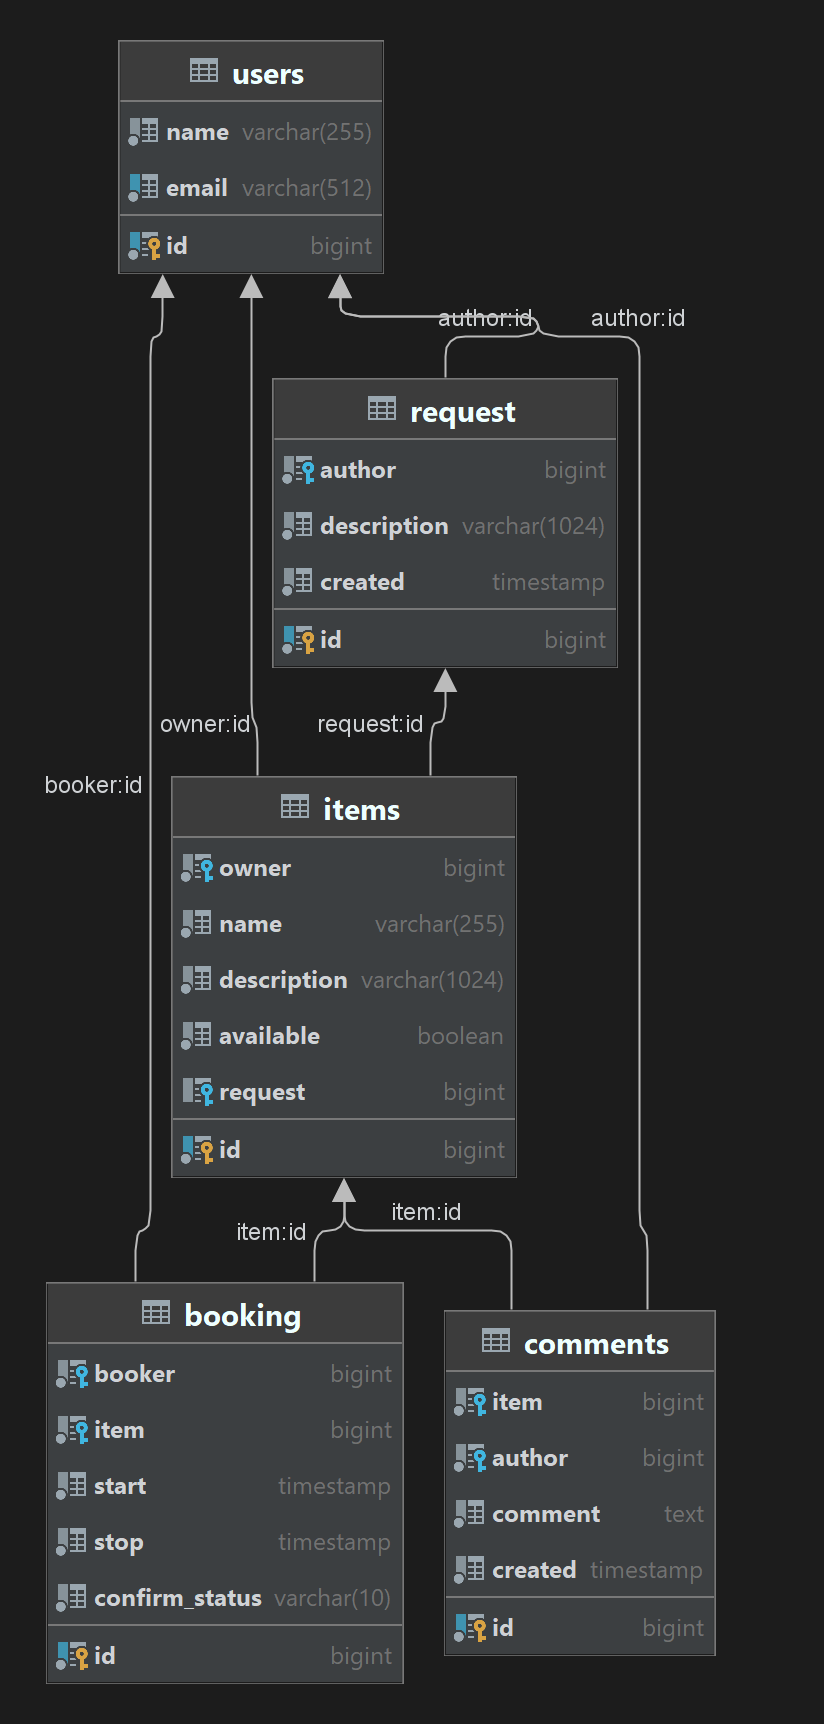 users
name varchar(255)
email varchar(512)
id bigint
author:id author:id
request
author bigint
description varchar(1024)
created timestamp
id bigint
owner:id request:id
booker:id
items
owner bigint
name varchar(255)
description varchar(1024)
available boolean
request bigint
id bigint
item:id item:id
booking
booker bigint
item bigint
start timestamp
stop timestamp
confirm_status varchar(10)
id bigint
comments
item bigint
author bigint
comment text
created timestamp
id bigint